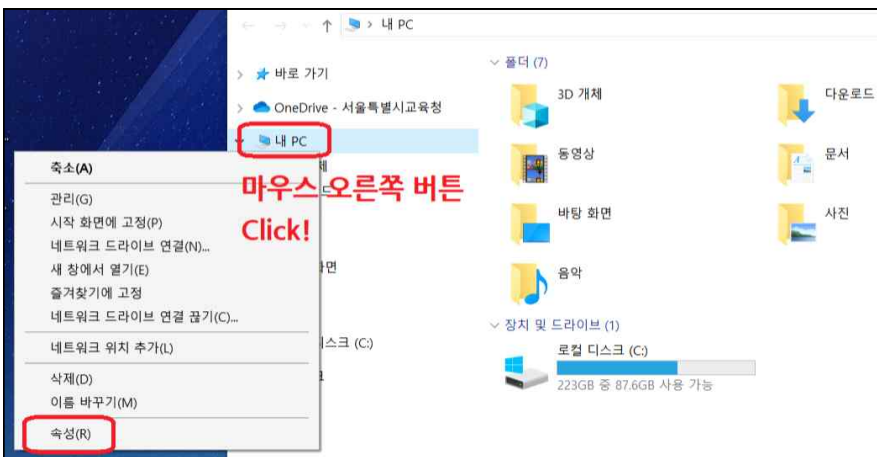 내 PC
바로 가기
OneDrive - 서울특별시교육청
내 PC
마우스 오른쪽 버튼
Click!
축소(A)
관리(G)
시작 화면에 고정(P)
네트워크 드라이브 연결(N)...
새 창에서 열기(E)
즐겨찾기에 고정
네트워크 드라이브 연결 끊기(C)...
네트워크 위치 추가(L)
삭제(D)
이름 바꾸기(M)
속성(R)
체
드
면
스크 (C:)
폴더 (7)
3D 개체
다운로드
동영상
문서
바탕 화면
사진
음악
장치 및 드라이브 (1)
로컬 디스크 (C:)
223GB 중 87.6GB 사용 가능